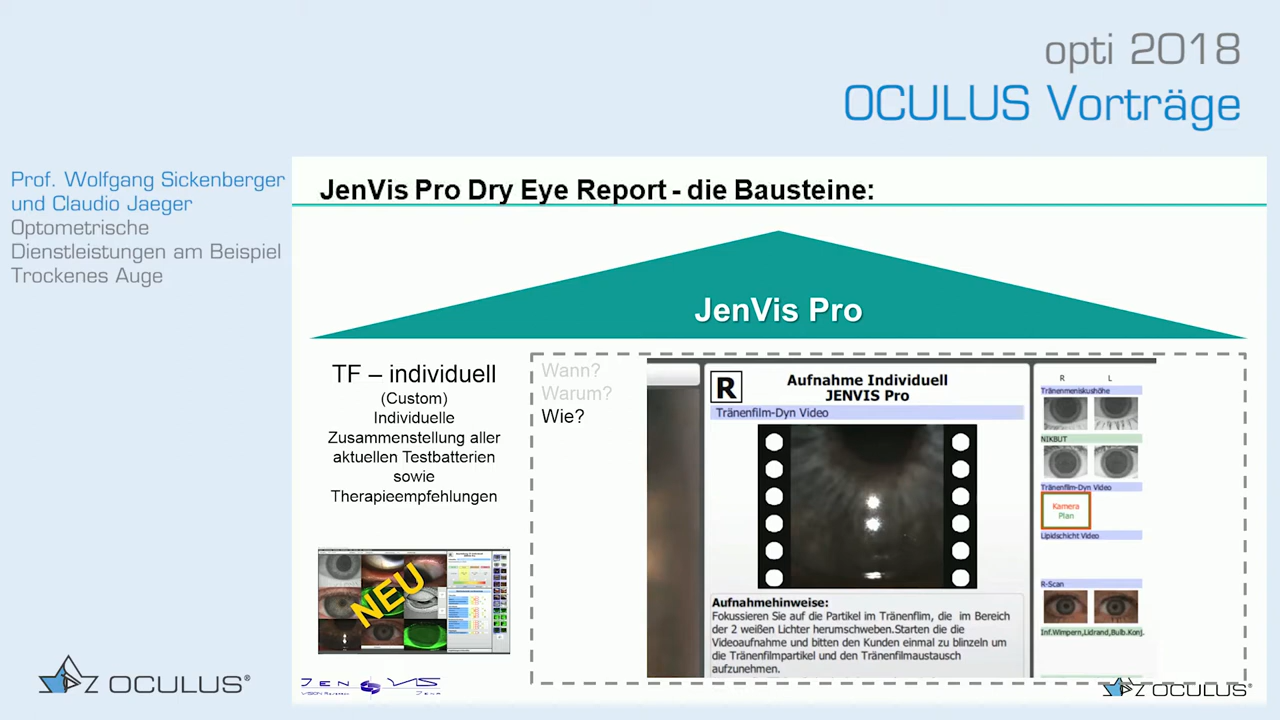 opti 2018
OCULUS Vorträge
Prof. Wolfgang Sickenberger
und Claudio Jaeger
Optometrische
Dienstleistungen am Beispiel
Trockenes Auge
JenVis Pro Dry Eye Report - die Bausteine:
JenVis Pro
TF – individuell
(Custom)
Individuelle
Zusammenstellung aller
aktuellen Testbatterien
sowie
Therapieempfehlungen
NEU
Wann?
Warum?
Wie?
R
Aufnahme Individuell
JENVIS Pro
Tränenfilm-Dyn Video
Aufnahmehinweise:
Fokussieren Sie auf die Partikel im Tränenfilm, die im Bereich
der 2 weißen Lichter herumschweben.Starten die die
Videoaufnahme und bitten den Kunden einmal zu blinzeln um
die Tränenfilmpartikel und den Tränenfilmaustausch
aufzunehmen.
R L
Tränenmeniskushöhe
NIKBUT
Tränenfilm-Dyn Video
Kamera
Plan
Lipidschicht Video
R-Scan
Inf.Wimpern,Lidrand,Bulb.Konj.
OCULUS®
JENVIS
VISION Research Jena
OCULUS®